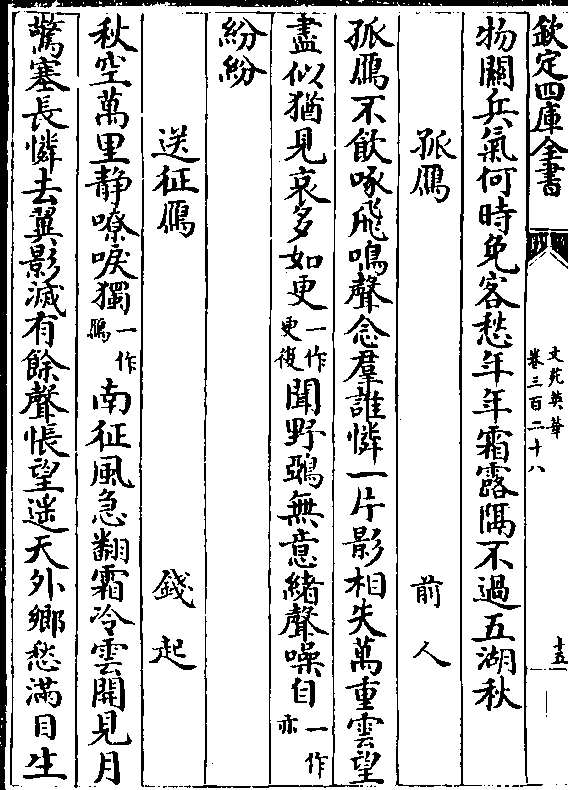 欽定四庫全書
文苑英華
卷三百二十八
十五
物關兵氣何時免客愁年年霜露隔不過五湖秋
孤鴈 前人
孤鴈不飲啄飛鳴聲念羣誰憐一片影相失萬重雲望
盡似猶見哀多如更一作更復聞野鵶無意緒聲噪自一作亦
紛紛
送征鴈 錢起
秋空萬里静嘹唳獨一作鴈南征風急翻霜冷雲開見月
驚塞長憐去翼影滅有餘聲悵望遥天外鄉愁滿目生